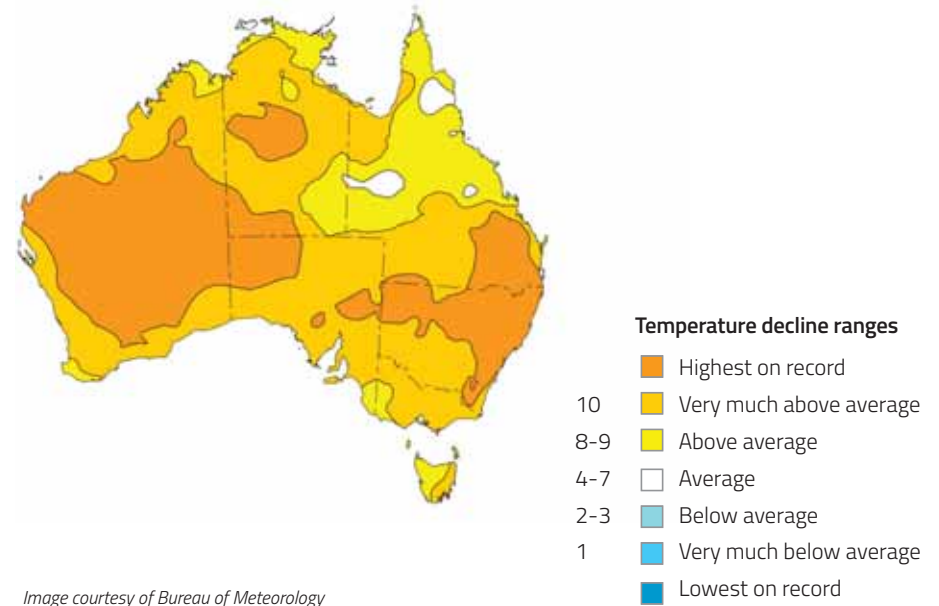 Temperature decline ranges
Highest on record
10 Very much above average
8-9 Above average
4-7 Average
2-3 Below average
1 Very much below average
Lowest on record
Image courtesy of Bureau of Meteorology